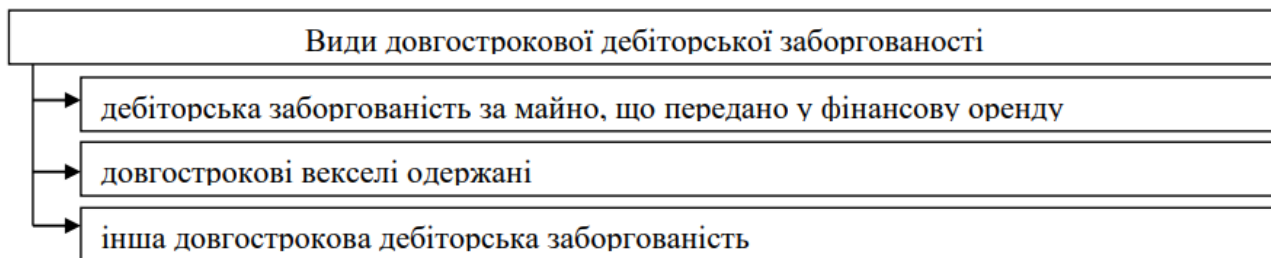 Види довгострокової дебіторської заборгованості
дебіторська заборгованість за майно, що передано у фінансову оренду
довгострокові векселі одержані
інша довгострокова дебіторська заборгованість